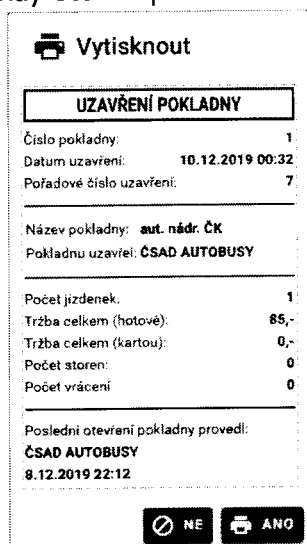 Vytisknout
UZAVŘENÍ POKLADNY
Číslo pokladny: 1
Datum uzavření: 10.12.2019 00:32
Pořadové číslo uzavření: 7
Název pokladny: aut. nádr. ČK
Pokladnu uzavřel: ČSAD AUTOBUSY
Počet jízdenek: 1
Tržba celkem (hotově): 85,-
Tržba celkem (kartou): 0,-
Počet storen: 0
Počet vrácení 0
Poslední otevření pokladny provedl:
ČSAD AUTOBUSY
8.12.2019 22:12
NE ANO